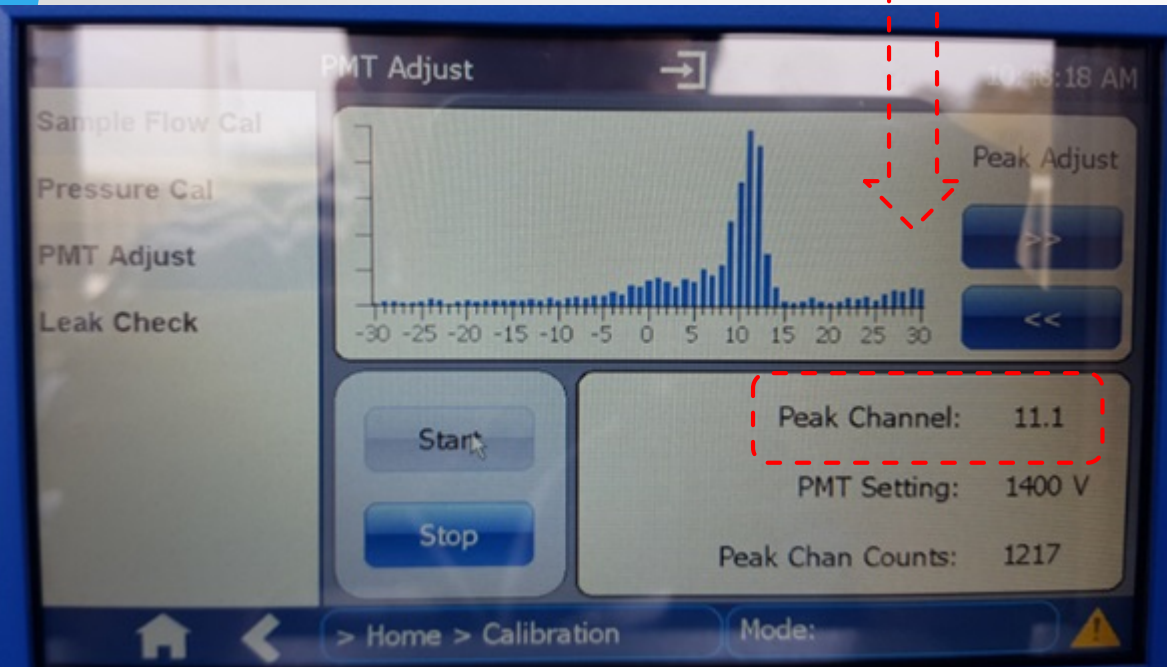 PMT Adjust
:18 AM
Sample Flow Cal
Pressure Cal
PMT Adjust
Leak Check
-30 -25 -20 -15 -10 -5 0 5 10 15 20 25 30
Peak Adjust
>>
<<
Start
Stop
Peak Channel: 11.1
PMT Setting: 1400 V
Peak Chan Counts: 1217
> Home > Calibration
Mode: